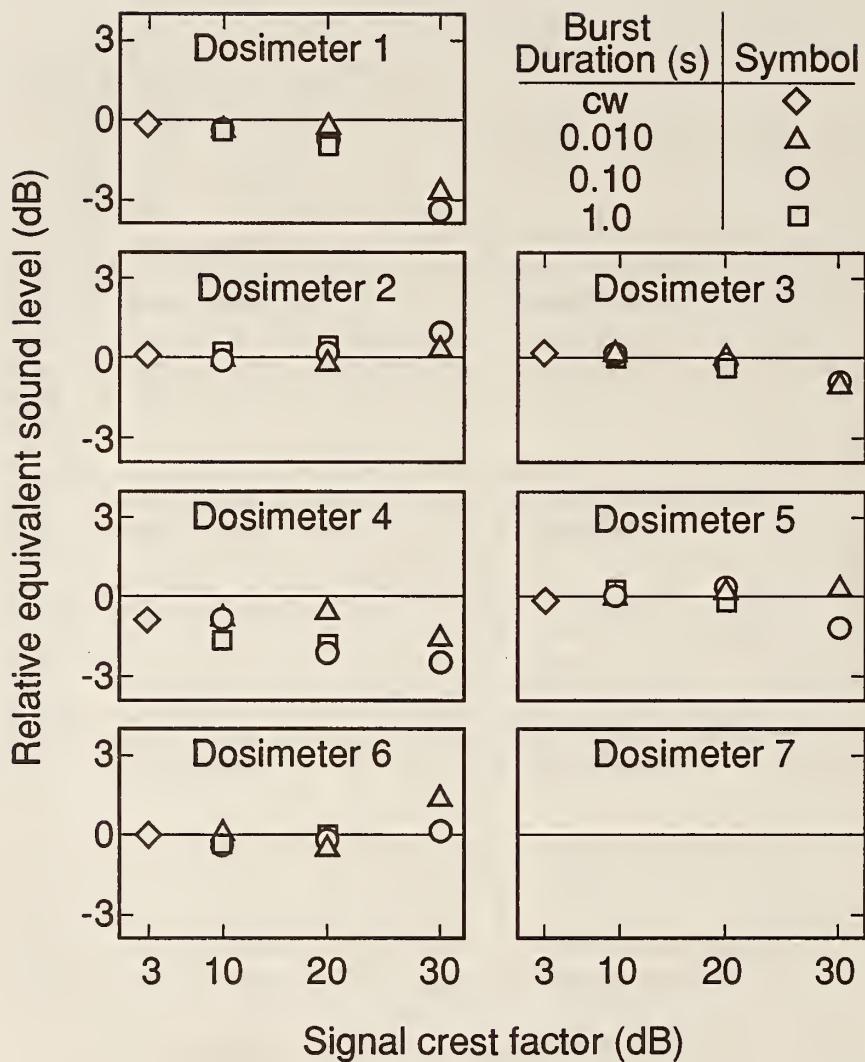 Relative equivalent sound level (dB)
Dosimeter 1
3
0
-3
Burst Duration (s) Symbol
cw
0.010
0.10
1.0
Dosimeter 2
3
0
-3
Dosimeter 3
Dosimeter 4
3
0
-3
Dosimeter 5
Dosimeter 6
3
0
-3
Dosimeter 7
3 10 20 30
3 10 20 30
Signal crest factor (dB)